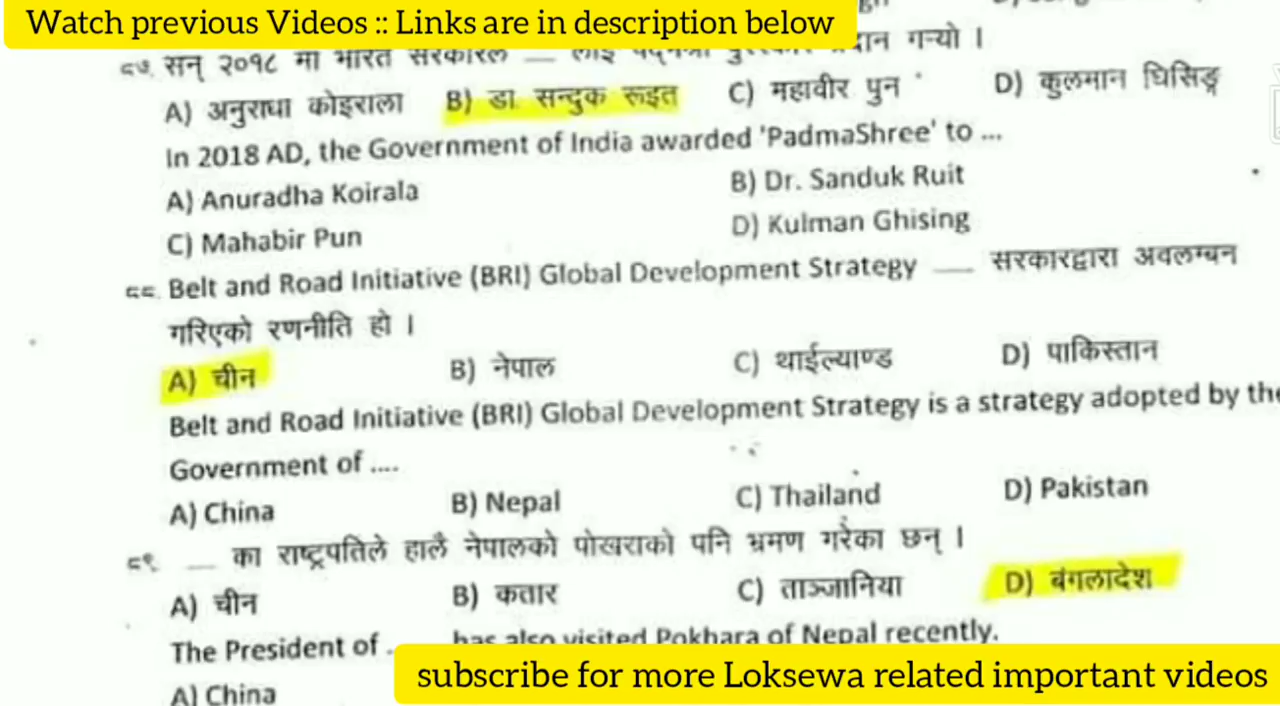 Watch previous Videos :: Links are in description below
८७. सन् २०१८ मा भारत सरकारले __ लाई पद्मश्री पुरस्कार प्रदान गर्‍यो ।
A) अनुराधा कोइराला B) डा. सन्दुक रूइत C) महावीर पुन D) कुलमान घिसिङ्ग
In 2018 AD, the Government of India awarded 'PadmaShree' to ...
A) Anuradha Koirala B) Dr. Sanduk Ruit
C) Mahabir Pun D) Kulman Ghising
८८. Belt and Road Initiative (BRI) Global Development Strategy __ सरकारद्वारा अवलम्बन
गरिएको रणनीति हो ।
A) चीन B) नेपाल C) थाईल्याण्ड D) पाकिस्तान
Belt and Road Initiative (BRI) Global Development Strategy is a strategy adopted by the
Government of ....
A) China B) Nepal C) Thailand D) Pakistan
८९. __ का राष्ट्रपतिले हालै नेपालको पोखराको पनि भ्रमण गरेका छन् ।
A) चीन B) कतार C) ताञ्जानिया D) बंगलादेश
The President of .. has also visited Pokhara of Nepal recently.
A) China
subscribe for more Loksewa related important videos